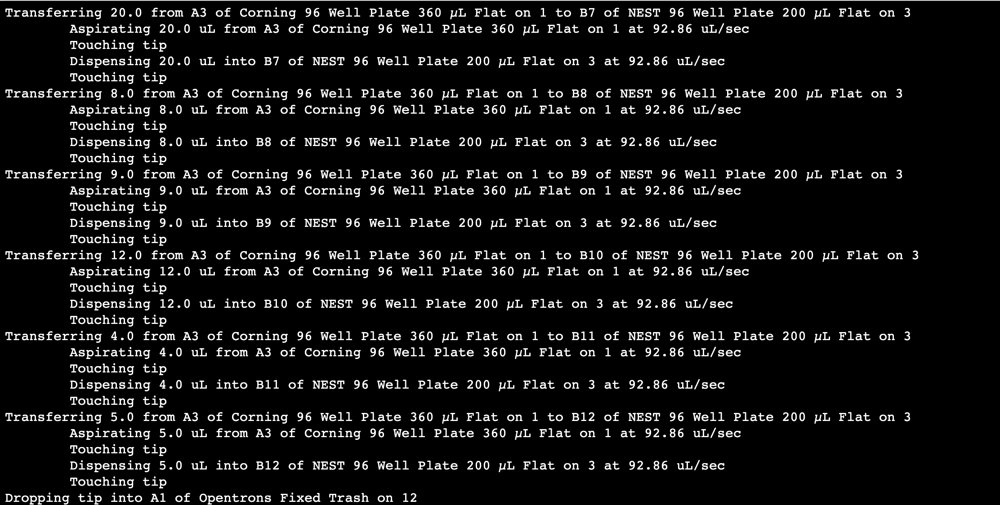 Transferring 20.0 from A3 of Corning 96 Well Plate 360 µL Flat on 1 to B7 of NEST 96 Well Plate 200 µL Flat on 3
Aspirating 20.0 uL from A3 of Corning 96 Well Plate 360 µL Flat on 1 at 92.86 uL/sec
Touching tip
Dispensing 20.0 uL into B7 of NEST 96 Well Plate 200 µL Flat on 3 at 92.86 uL/sec
Touching tip
Transferring 8.0 from A3 of Corning 96 Well Plate 360 µL Flat on 1 to B8 of NEST 96 Well Plate 200 µL Flat on 3
Aspirating 8.0 uL from A3 of Corning 96 Well Plate 360 µL Flat on 1 at 92.86 uL/sec
Touching tip
Dispensing 8.0 uL into B8 of NEST 96 Well Plate 200 µL Flat on 3 at 92.86 uL/sec
Touching tip
Transferring 9.0 from A3 of Corning 96 Well Plate 360 µL Flat on 1 to B9 of NEST 96 Well Plate 200 µL Flat on 3
Aspirating 9.0 uL from A3 of Corning 96 Well Plate 360 µL Flat on 1 at 92.86 uL/sec
Touching tip
Dispensing 9.0 uL into B9 of NEST 96 Well Plate 200 µL Flat on 3 at 92.86 uL/sec
Touching tip
Transferring 12.0 from A3 of Corning 96 Well Plate 360 µL Flat on 1 to B10 of NEST 96 Well Plate 200 µL Flat on 3
Aspirating 12.0 uL from A3 of Corning 96 Well Plate 360 µL Flat on 1 at 92.86 uL/sec
Touching tip
Dispensing 12.0 uL into B10 of NEST 96 Well Plate 200 µL Flat on 3 at 92.86 uL/sec
Touching tip
Transferring 4.0 from A3 of Corning 96 Well Plate 360 µL Flat on 1 to B11 of NEST 96 Well Plate 200 µL Flat on 3
Aspirating 4.0 uL from A3 of Corning 96 Well Plate 360 µL Flat on 1 at 92.86 uL/sec
Touching tip
Dispensing 4.0 uL into B11 of NEST 96 Well Plate 200 µL Flat on 3 at 92.86 uL/sec
Touching tip
Transferring 5.0 from A3 of Corning 96 Well Plate 360 µL Flat on 1 to B12 of NEST 96 Well Plate 200 µL Flat on 3
Aspirating 5.0 uL from A3 of Corning 96 Well Plate 360 µL Flat on 1 at 92.86 uL/sec
Touching tip
Dispensing 5.0 uL into B12 of NEST 96 Well Plate 200 µL Flat on 3 at 92.86 uL/sec
Touching tip
Dropping tip into A1 of Opentrons Fixed Trash on 12